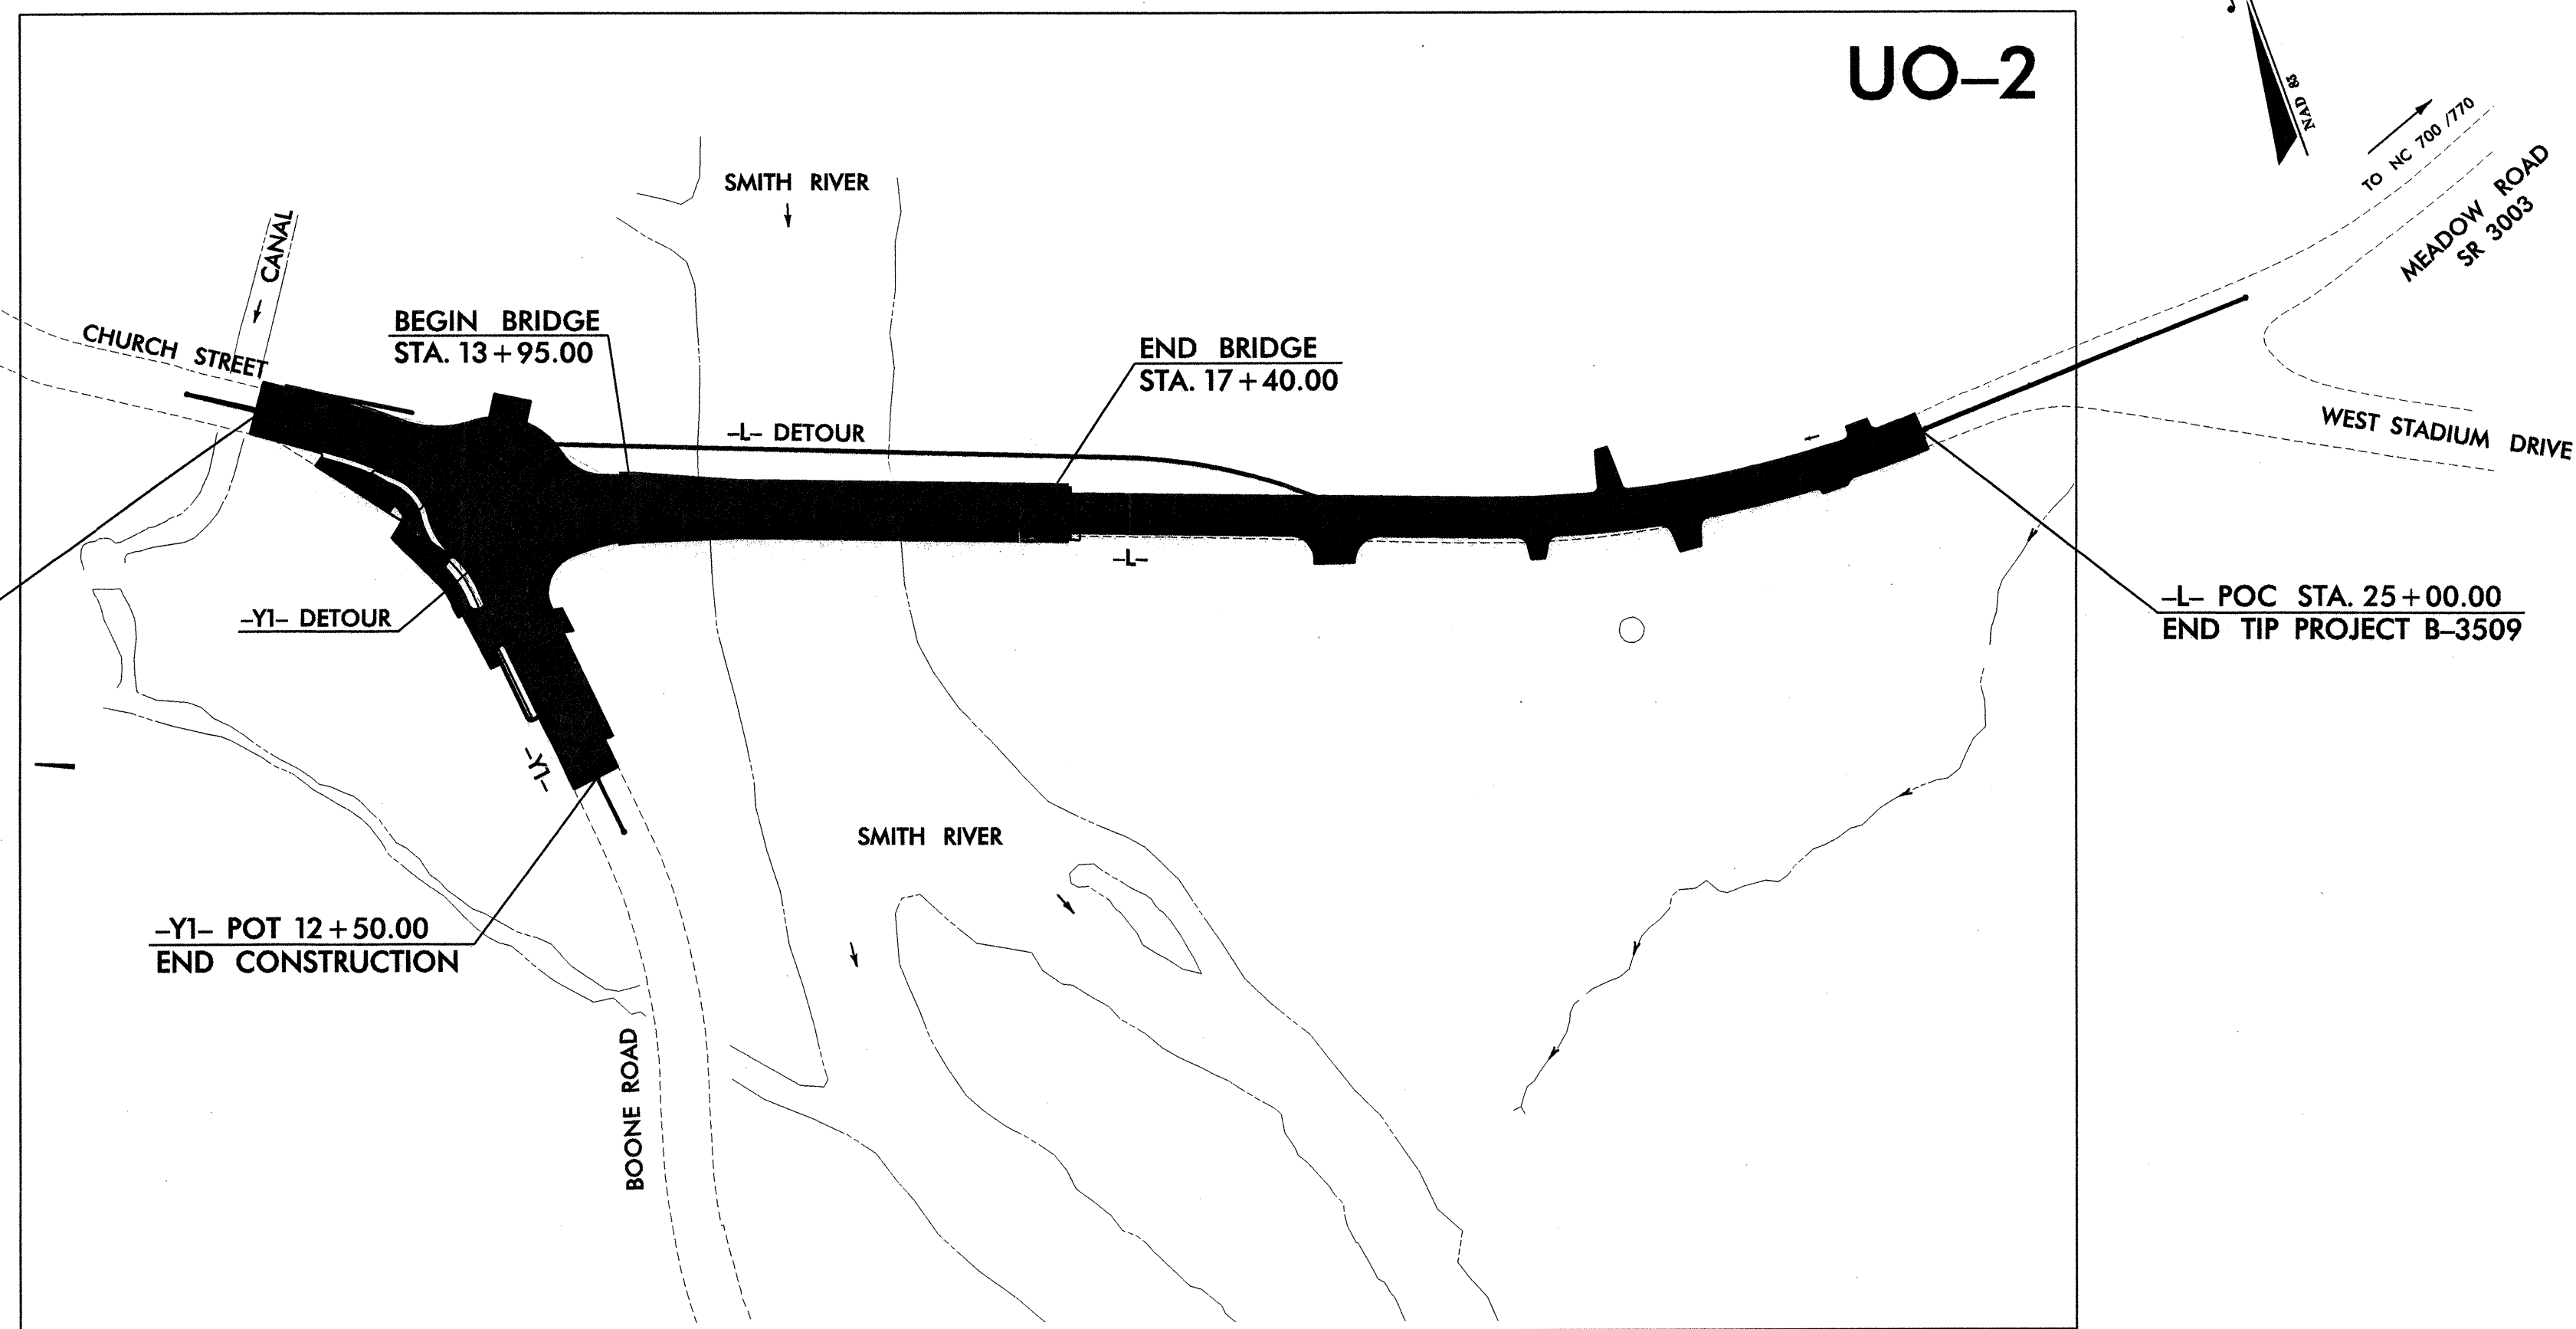 UO–2
NAD 83
TO NC 700 /770
MEADOW ROAD
SR 3003
SMITH RIVER
CANAL
CHURCH STREET
BEGIN BRIDGE
STA. 13+95.00
END BRIDGE
STA. 17+40.00
–L– DETOUR
WEST STADIUM DRIVE
–L–
–L– POC STA. 25+00.00
END TIP PROJECT B–3509
–Y1– DETOUR
–Y1–
SMITH RIVER
–Y1– POT 12+50.00
END CONSTRUCTION
BOONE ROAD